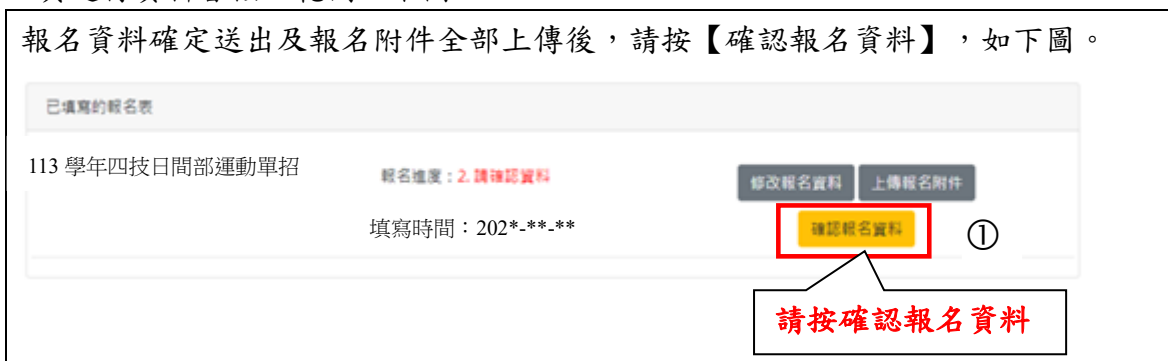 報名資料確定送出及報名附件全部上傳後，請按【確認報名資料】，如下圖。
已填寫的報名表
113 學年四技日間部運動單招
報名進度：2. 請確認資料
修改報名資料 上傳報名附件
填寫時間：202*-**-**
確認報名資料 ①
請按確認報名資料